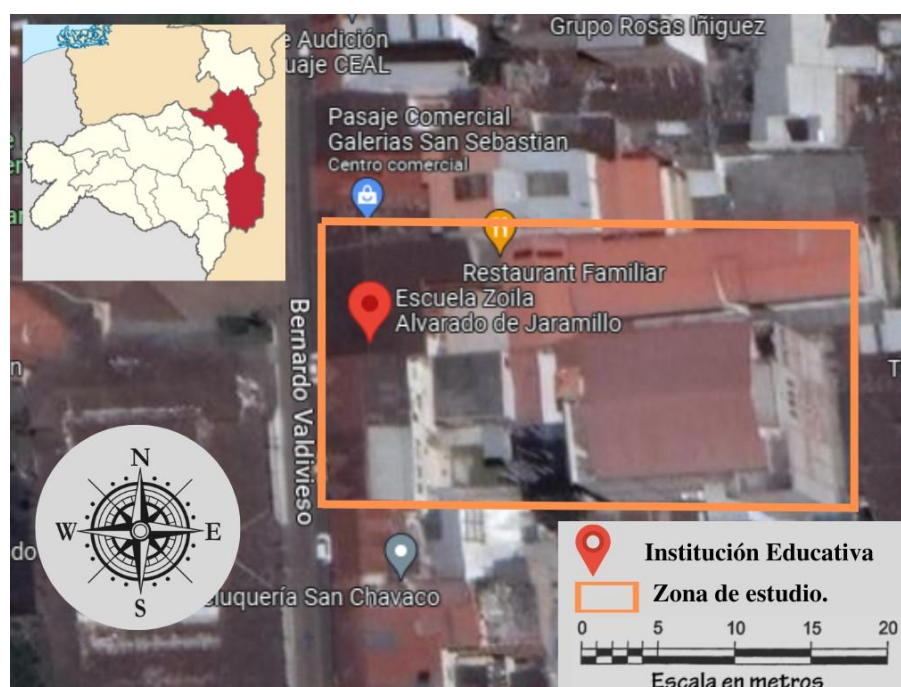 Grupo Rosas Iñiguez
e Audición
uaje CEAL
Pasaje Comercial
Galerias San Sebastian
Centro comercial
Restaurant Familiar
Escuela Zoila
Alvarado de Jaramillo
Bernardo Valdivieso
N
W
E
S
do
luquería San Chavaco
Institución Educativa
Zona de estudio.
0 5 10 15 20
Escala en metros